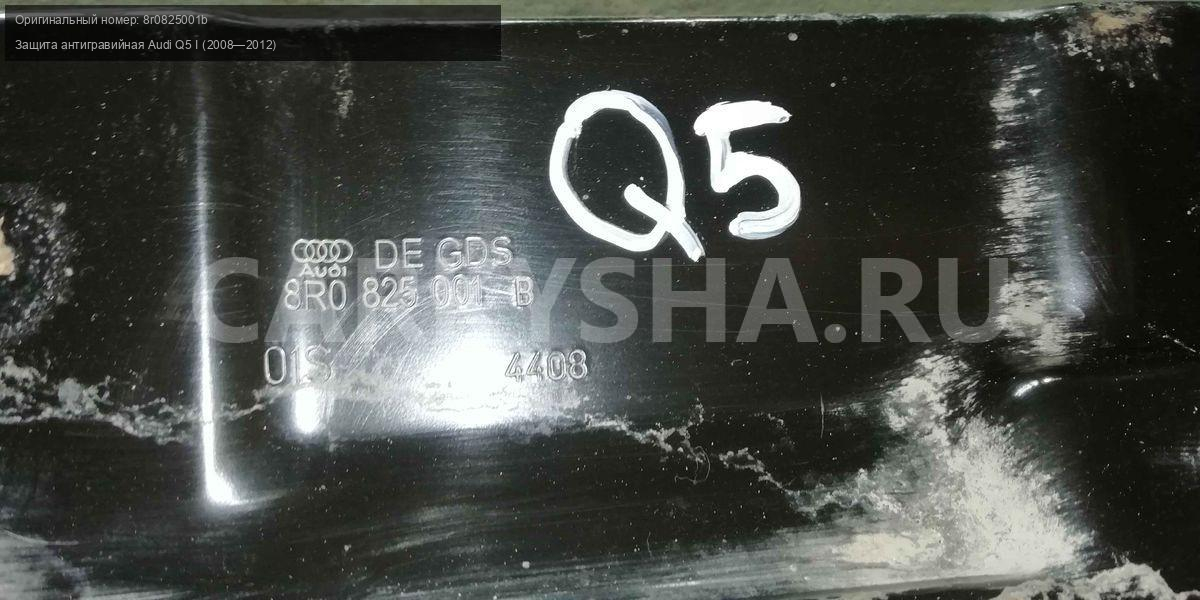 Оригинальный номер: 8r0825001b
Защита антигравийная Audi Q5 I (2008—2012)
Q5
DE GDS
Audi
8R0 825 001 B
CARFYSHA.RU
01S 4408